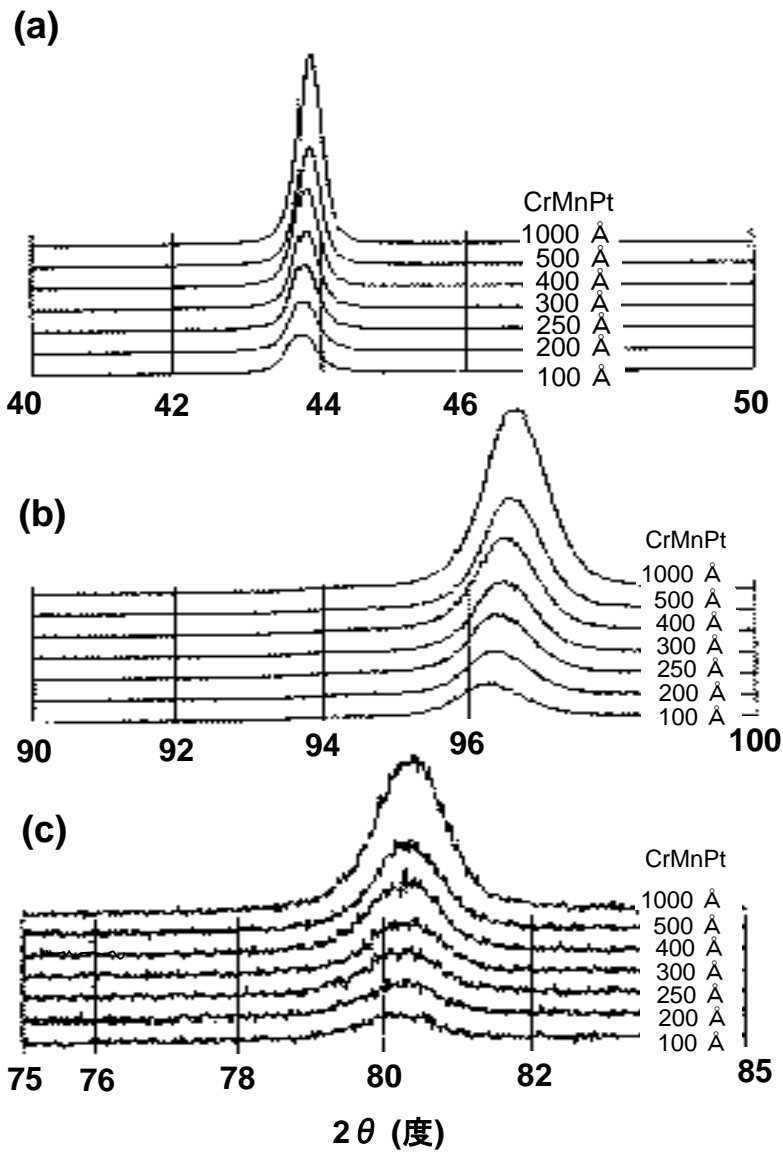 (a)
CrMnPt
1000 Å
500 Å
400 Å
300 Å
250 Å
200 Å
100 Å
40 42 44 46 50
(b)
CrMnPt
1000 Å
500 Å
400 Å
300 Å
250 Å
200 Å
100 Å
90 92 94 96 100
(c)
CrMnPt
1000 Å
500 Å
400 Å
300 Å
250 Å
200 Å
100 Å
75 76 78 80 82 85
2θ (度)